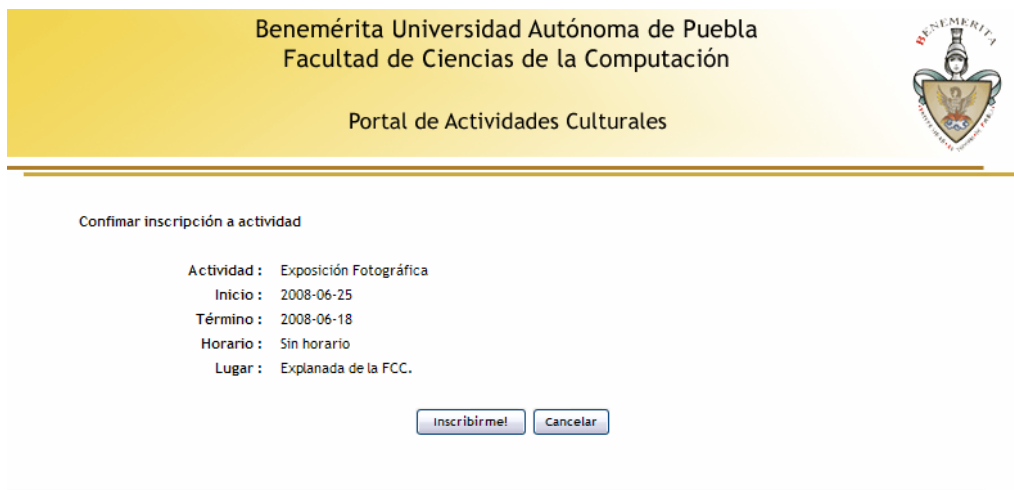 Benemérita Universidad Autónoma de Puebla
Facultad de Ciencias de la Computación
Portal de Actividades Culturales
BENEMERITA
Confimar inscripción a actividad
Actividad : Exposición Fotográfica
Inicio : 2008-06-25
Término : 2008-06-18
Horario : Sin horario
Lugar : Explanada de la FCC.
Inscribirme! Cancelar